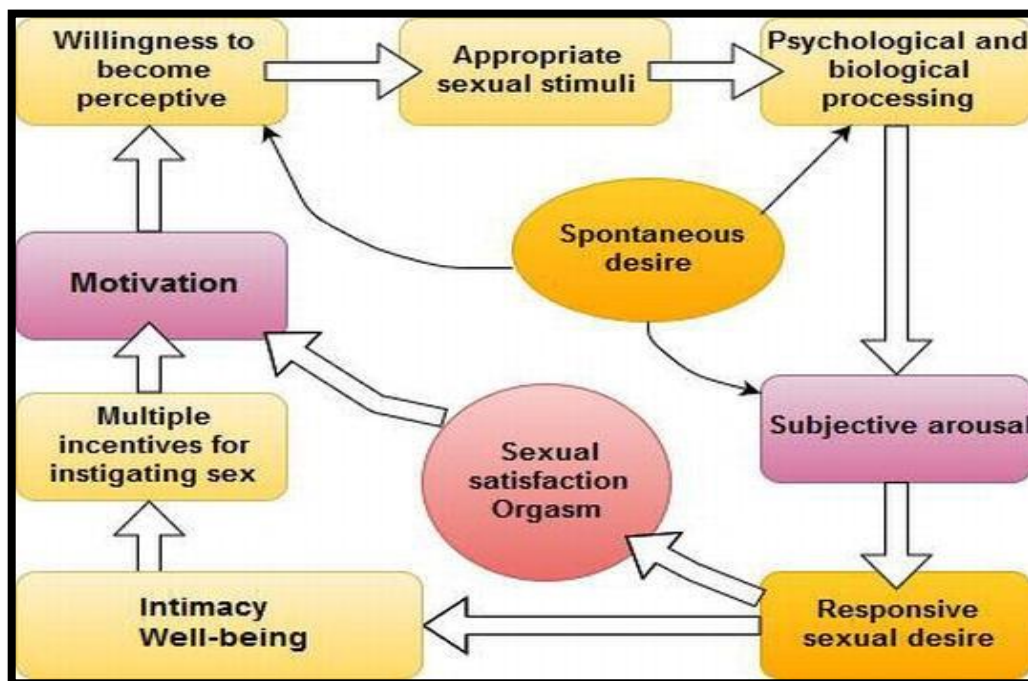 Willingness to
become
perceptive
Appropriate
sexual stimuli
Psychological and
biological
processing
Spontaneous
desire
Motivation
Subjective arousal
Multiple
incentives for
instigating sex
Sexual
satisfaction
Orgasm
Intimacy
Well-being
Responsive
sexual desire